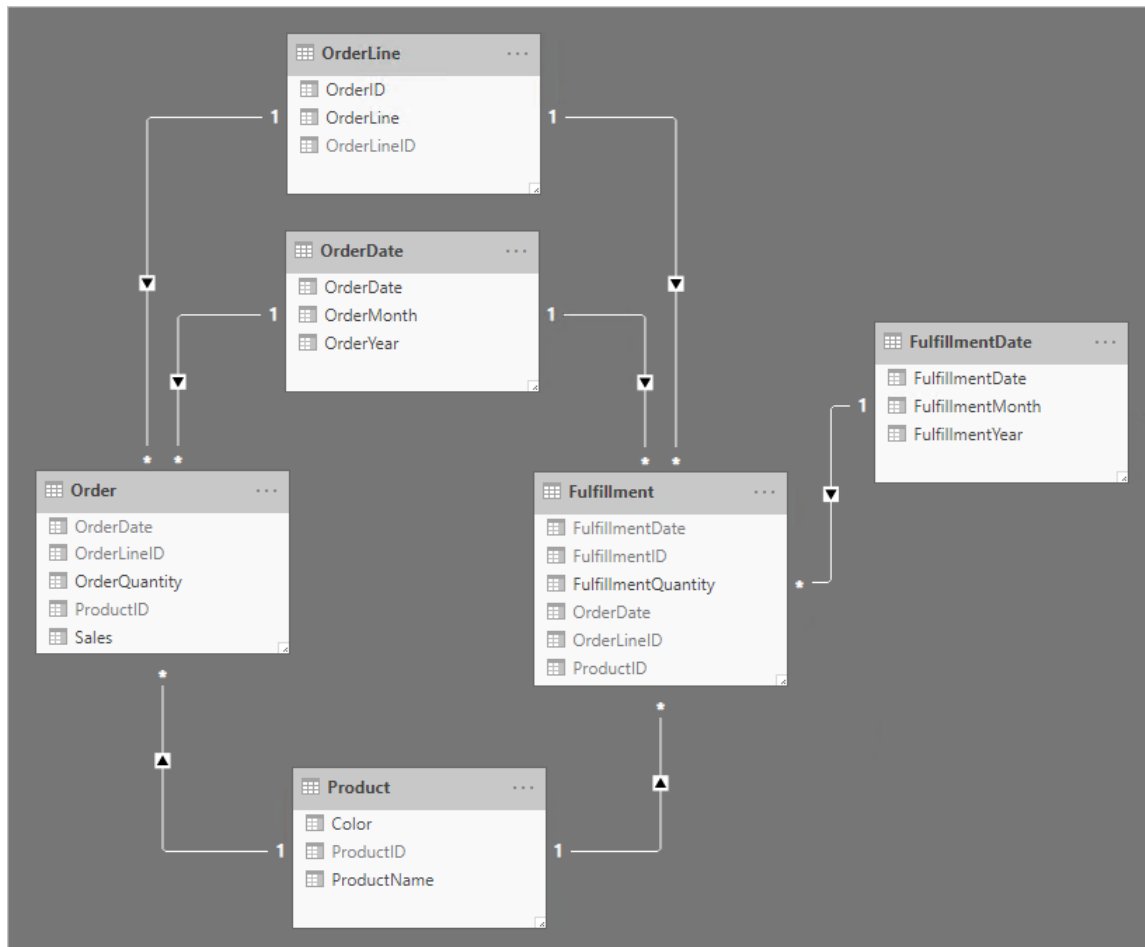 OrderLine
OrderID
1
OrderLine
1
OrderLineID
OrderDate
OrderDate
1
OrderMonth
1
OrderYear
FulfillmentDate
FulfillmentDate
1
FulfillmentMonth
FulfillmentYear
* *
* *
Order
OrderDate
OrderLineID
OrderQuantity
ProductID
Sales
*
Fulfillment
FulfillmentDate
FulfillmentID
FulfillmentQuantity
OrderDate
OrderLineID
ProductID
*
*
Product
Color
1
ProductID
1
ProductName